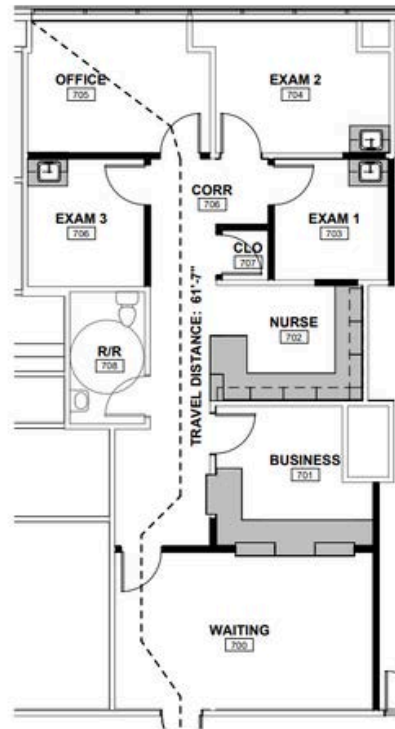 OFFICE
705
EXAM 2
704
EXAM 3
706
CORR
706
EXAM 1
703
CLO
707
NURSE
702
R/R
708
TRAVEL DISTANCE: 61'-7"
BUSINESS
701
WAITING
700